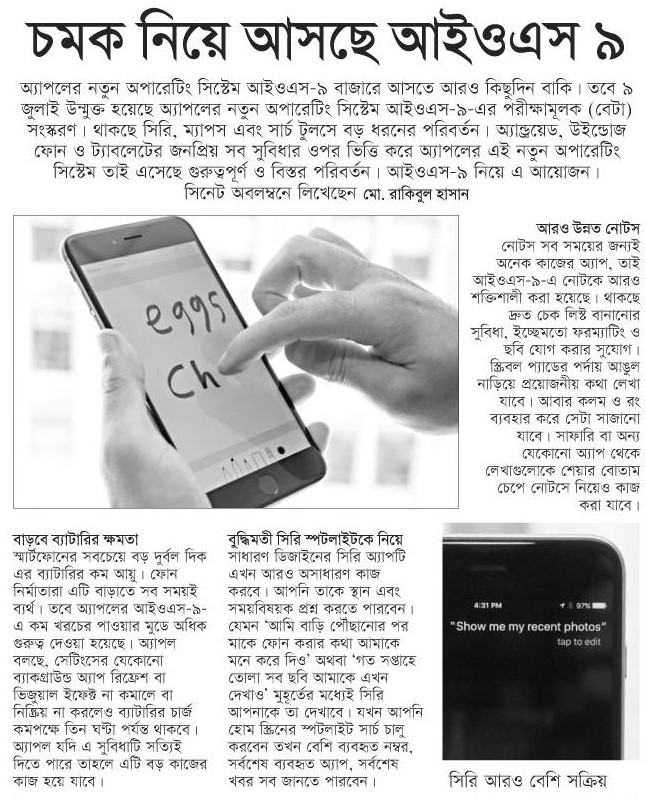 চমক নিয়ে আসছে আইওএস ৯
অ্যাপলের নতুন অপারেটিং সিস্টেম আইওএস-৯ বাজারে আসতে আরও কিছুদিন বাকি। তবে ৯
জুলাই উন্মুক্ত হয়েছে অ্যাপলের নতুন অপারেটিং সিস্টেম আইওএস-৯-এর পরীক্ষামূলক (বেটা)
সংস্করণ। থাকছে সিরি, ম্যাপস এবং সার্চ টুলসে বড় ধরনের পরিবর্তন। অ্যান্ড্রয়েড, উইন্ডোজ
ফোন ও ট্যাবলেটের জনপ্রিয় সব সুবিধার ওপর ভিত্তি করে অ্যাপলের এই নতুন অপারেটিং
সিস্টেম তাই এসেছে গুরুত্বপূর্ণ ও বিস্তর পরিবর্তন। আইওএস-৯ নিয়ে এ আয়োজন।
সিনেট অবলম্বনে লিখেছেন মো. রাকিবুল হাসান
eggs
Ch
আরও উন্নত নোটস
নোটস সব সময়ের জন্যই
অনেক কাজের অ্যাপ, তাই
আইওএস-৯-এ নোটকে আরও
শক্তিশালী করা হয়েছে। থাকছে
দ্রুত চেক লিস্ট বানানোর
সুবিধা, ইচ্ছেমতো ফরম্যাটিং ও
ছবি যোগ করার সুযোগ।
স্ক্রিবল প্যাডের পর্দায় আঙুল
নাড়িয়ে প্রয়োজনীয় কথা লেখা
যাবে। আবার কলম ও রং
ব্যবহার করে সেটা সাজানো
যাবে। সাফারি বা অন্য
যেকোনো অ্যাপ থেকে
লেখাগুলোকে শেয়ার বোতাম
চেপে নোটসে নিয়েও কাজ
করা যাবে।
বাড়বে ব্যাটারির ক্ষমতা
স্মার্টফোনের সবচেয়ে বড় দুর্বল দিক
এর ব্যাটারির কম আয়ু। ফোন
নির্মাতারা এটি বাড়াতে সব সময়ই
ব্যর্থ। তবে অ্যাপলের আইওএস-৯-
এ কম খরচের পাওয়ার মুডে অধিক
গুরুত্ব দেওয়া হয়েছে। অ্যাপল
বলছে, সেটিংসের যেকোনো
ব্যাকগ্রাউন্ড অ্যাপ রিফ্রেশ বা
ভিজুয়াল ইফেক্ট না কমালে বা
নিষ্ক্রিয় না করলেও ব্যাটারির চার্জ
কমপক্ষে তিন ঘণ্টা পর্যন্ত থাকবে।
অ্যাপল যদি এ সুবিধাটি সত্যিই
দিতে পারে তাহলে এটি বড় কাজের
কাজ হয়ে যাবে।
বুদ্ধিমতী সিরি স্পটলাইটকে নিয়ে
সাধারণ ডিজাইনের সিরি অ্যাপটি
এখন আরও অসাধারণ কাজ
করবে। আপনি তাকে স্থান এবং
সময়বিষয়ক প্রশ্ন করতে পারবেন।
যেমন ‘আমি বাড়ি পৌঁছানোর পর
মাকে ফোন করার কথা আমাকে
মনে করে দিও’ অথবা ‘গত সপ্তাহে
তোলা সব ছবি আমাকে এখন
দেখাও’ মুহূর্তের মধ্যেই সিরি
আপনাকে তা দেখাবে। যখন আপনি
হোম স্ক্রিনের স্পটলাইট সার্চ চালু
করবেন তখন বেশি ব্যবহৃত নম্বর,
সর্বশেষ ব্যবহৃত অ্যাপ, সর্বশেষ
খবর সব জানতে পারবেন।
4:31 PM 97%
“Show me my recent photos”
tap to edit
সিরি আরও বেশি সক্রিয়